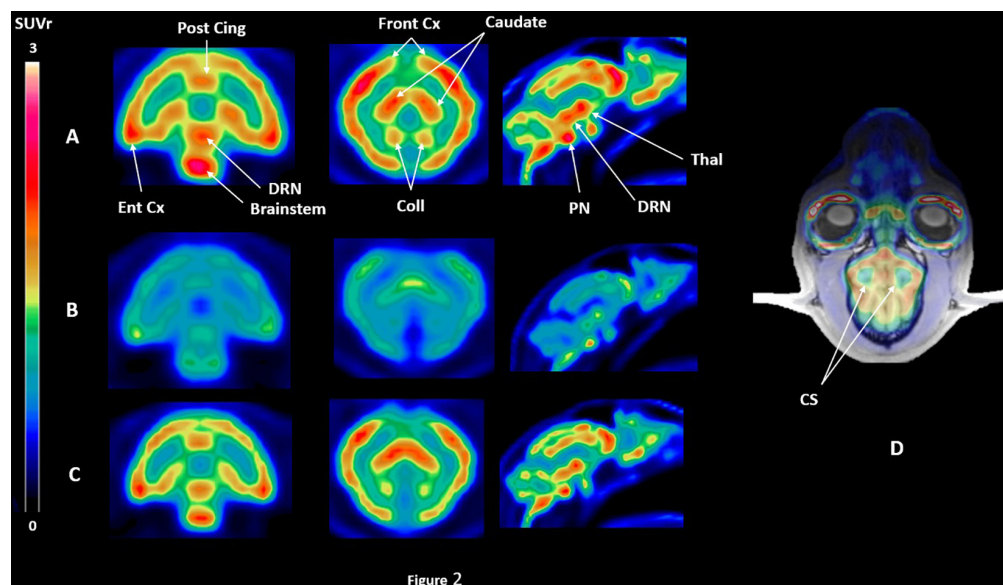 SUVr
3
0
Post Cing
Front Cx
Caudate
A
Ent Cx
DRN
Brainstem
Coll
PN
DRN
Thal
B
C
CS
D
Figure 2